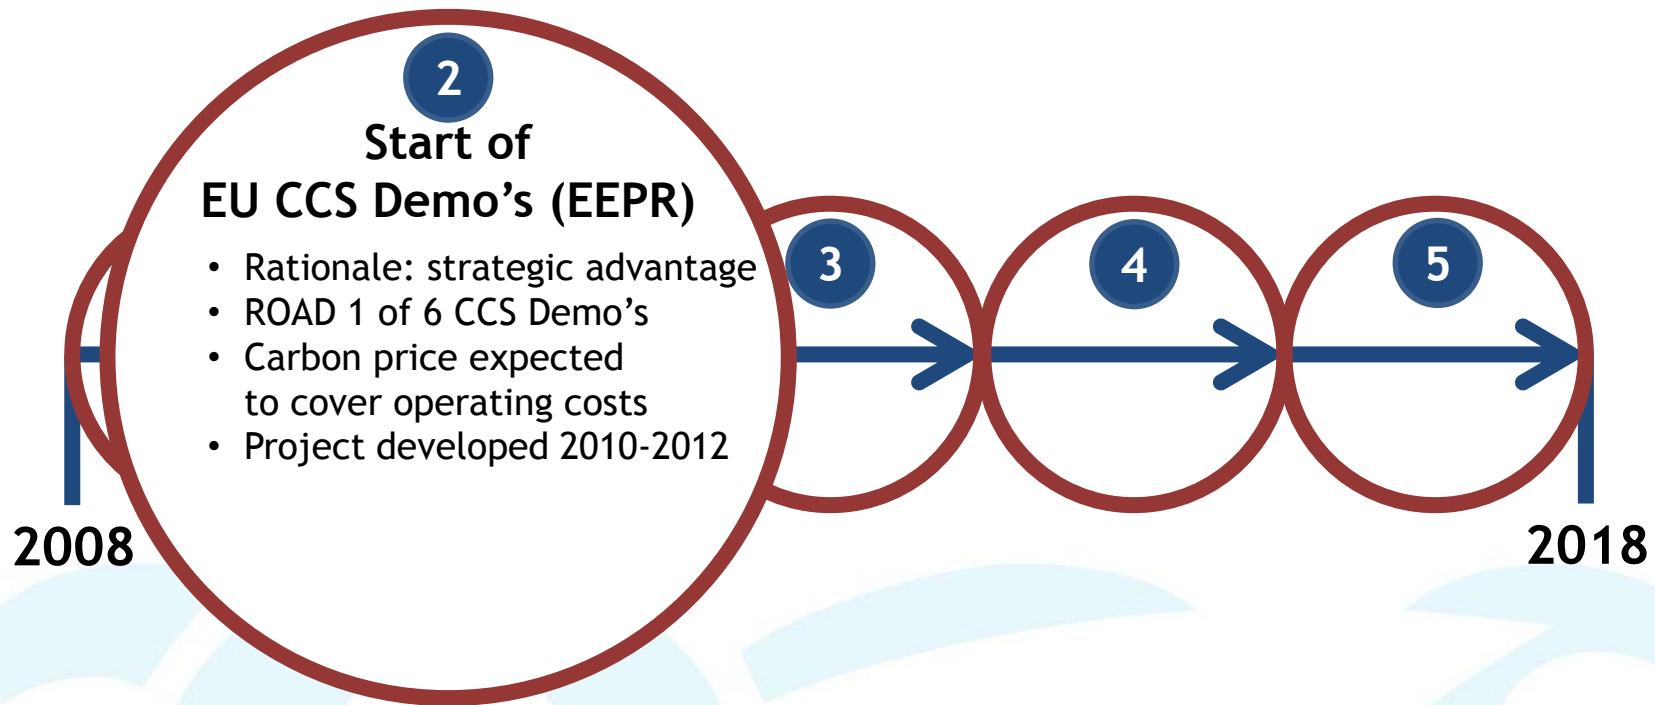 2
Start of
EU CCS Demo’s (EEPR)
• Rationale: strategic advantage
• ROAD 1 of 6 CCS Demo’s
• Carbon price expected
to cover operating costs
• Project developed 2010-2012
3
4
5
2008
2018